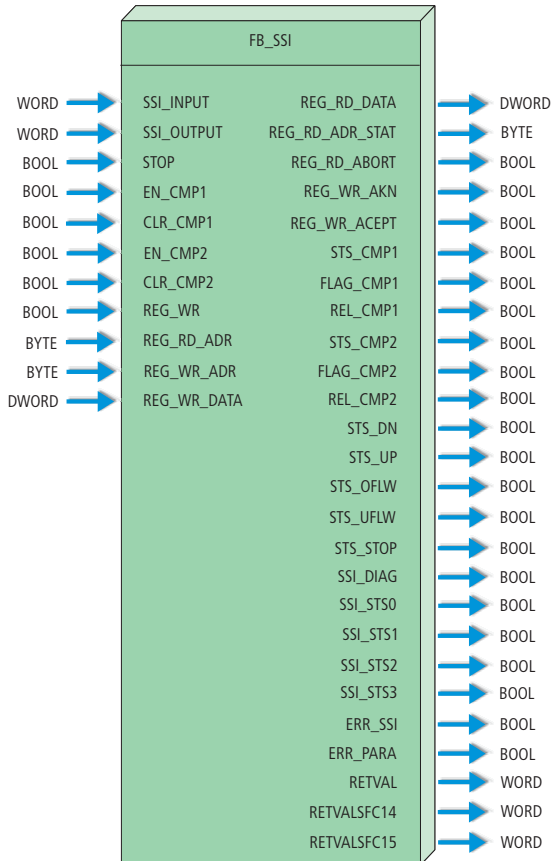 FB_SSI
WORD SSI_INPUT REG_RD_DATA DWORD
WORD SSI_OUTPUT REG_RD_ADR_STAT BYTE
BOOL STOP REG_RD_ABORT BOOL
BOOL EN_CMP1 REG_WR_AKN BOOL
BOOL CLR_CMP1 REG_WR_ACEPT BOOL
BOOL EN_CMP2 STS_CMP1 BOOL
BOOL CLR_CMP2 FLAG_CMP1 BOOL
BOOL REG_WR REL_CMP1 BOOL
BYTE REG_RD_ADR STS_CMP2 BOOL
BYTE REG_WR_ADR FLAG_CMP2 BOOL
DWORD REG_WR_DATA REL_CMP2 BOOL
STS_DN BOOL
STS_UP BOOL
STS_OFLW BOOL
STS_UFLW BOOL
STS_STOP BOOL
SSI_DIAG BOOL
SSI_STS0 BOOL
SSI_STS1 BOOL
SSI_STS2 BOOL
SSI_STS3 BOOL
ERR_SSI BOOL
ERR_PARA BOOL
RETVAL WORD
RETVALSFC14 WORD
RETVALSFC15 WORD